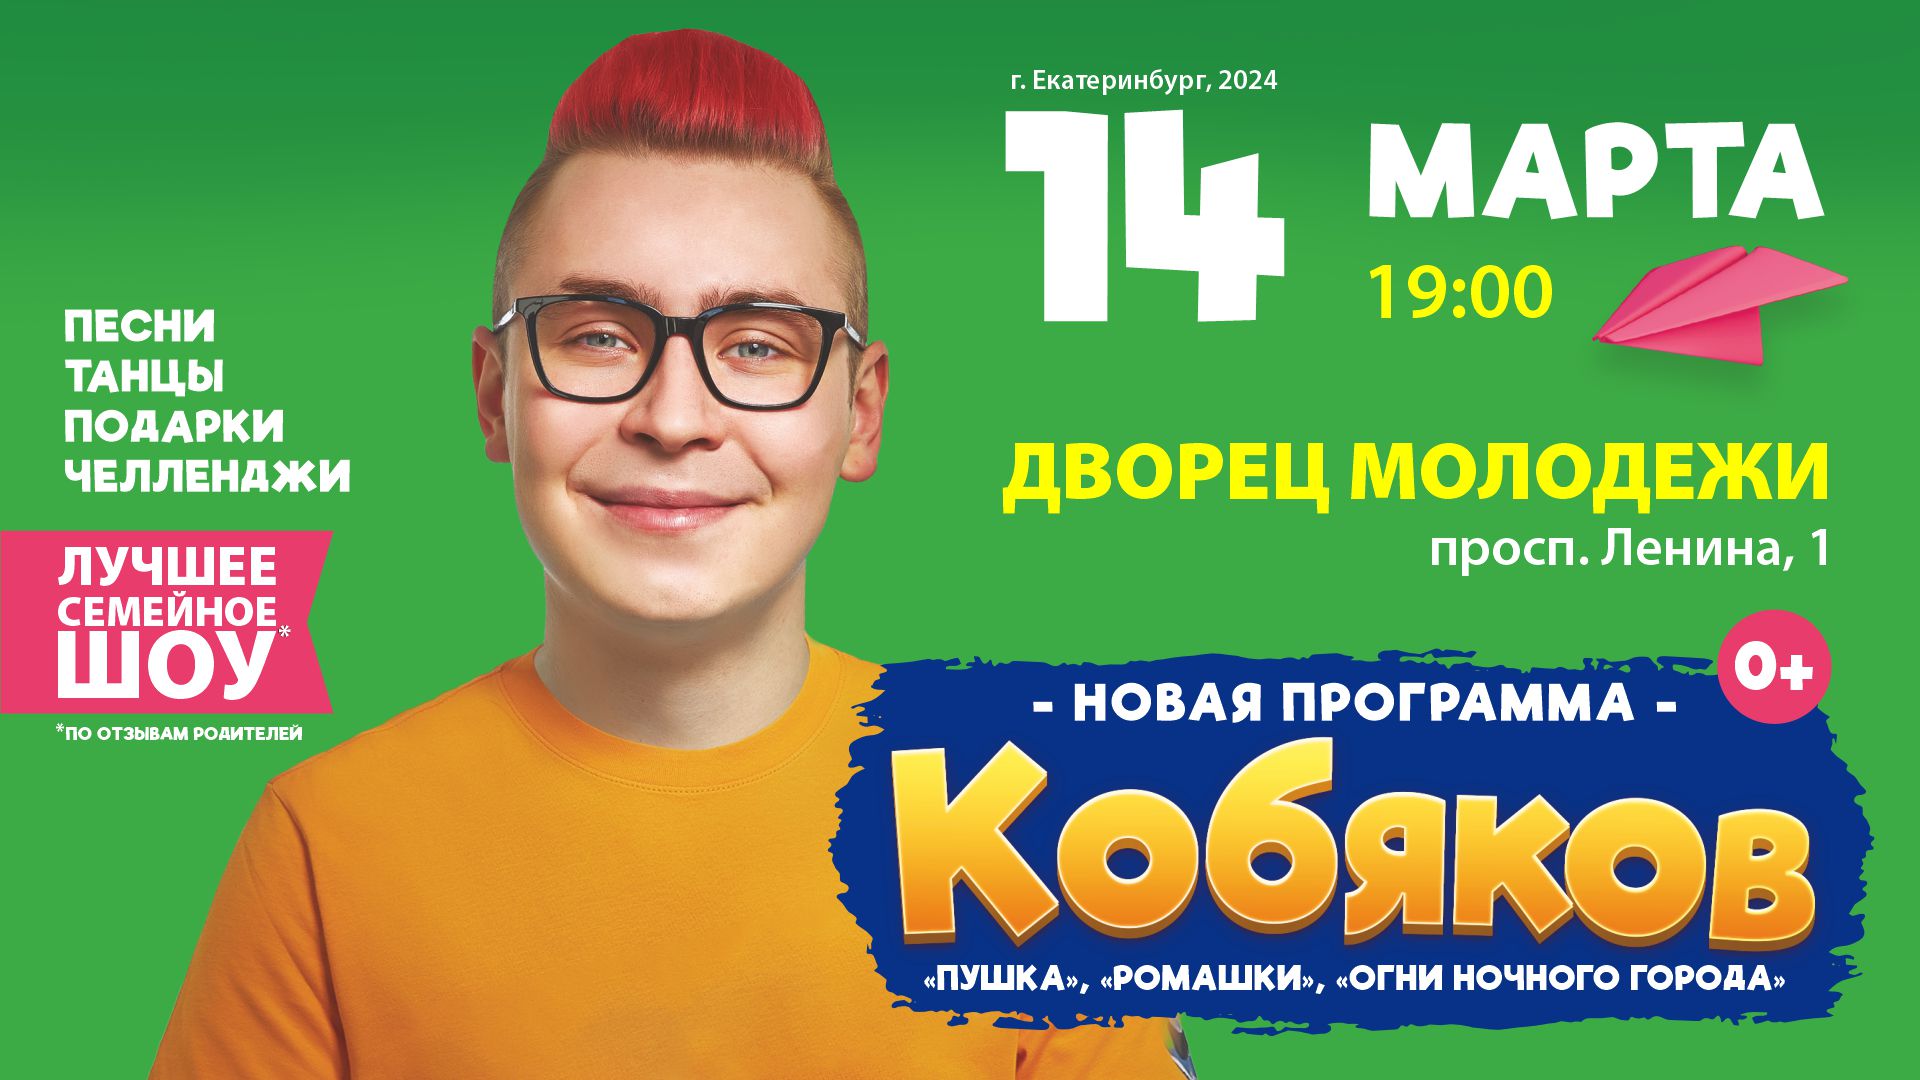 г. Екатеринбург, 2024
14 МАРТА
19:00
ДВОРЕЦ МОЛОДЕЖИ
просп. Ленина, 1
ПЕСНИ
ТАНЦЫ
ПОДАРКИ
ЧЕЛЛЕНДЖИ
ЛУЧШЕЕ
СЕМЕЙНОЕ
ШОУ*
*ПО ОТЗЫВАМ РОДИТЕЛЕЙ
0+
- НОВАЯ ПРОГРАММА -
Кобяков
«ПУШКА», «РОМАШКИ», «ОГНИ НОЧНОГО ГОРОДА»